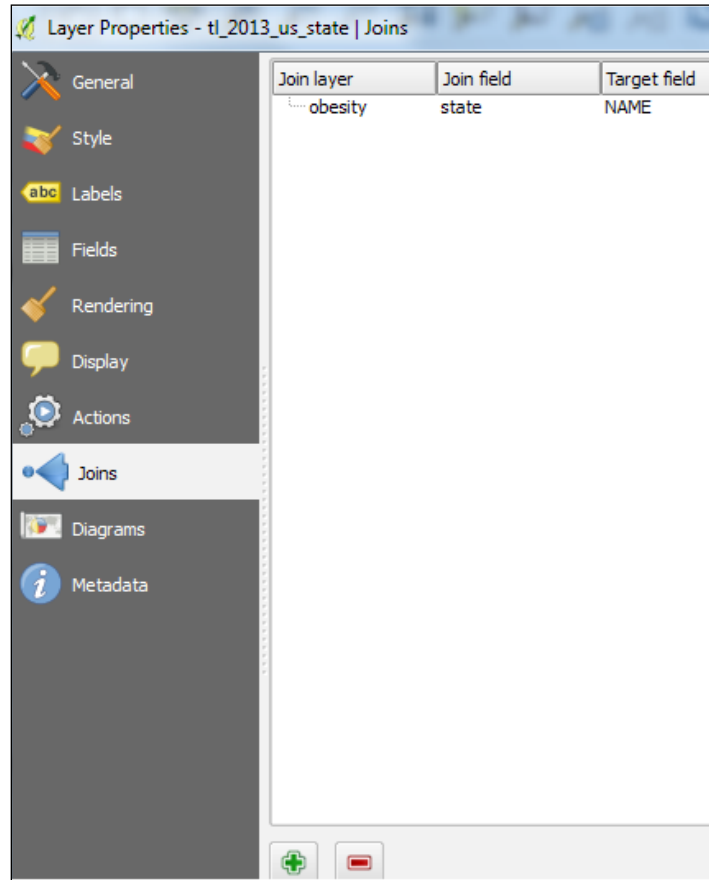 Layer Properties - tl_2013_us_state | Joins
General
Style
abc Labels
Fields
Rendering
Display
Actions
Joins
Diagrams
i Metadata
Join layer Join field Target field
obesity state NAME